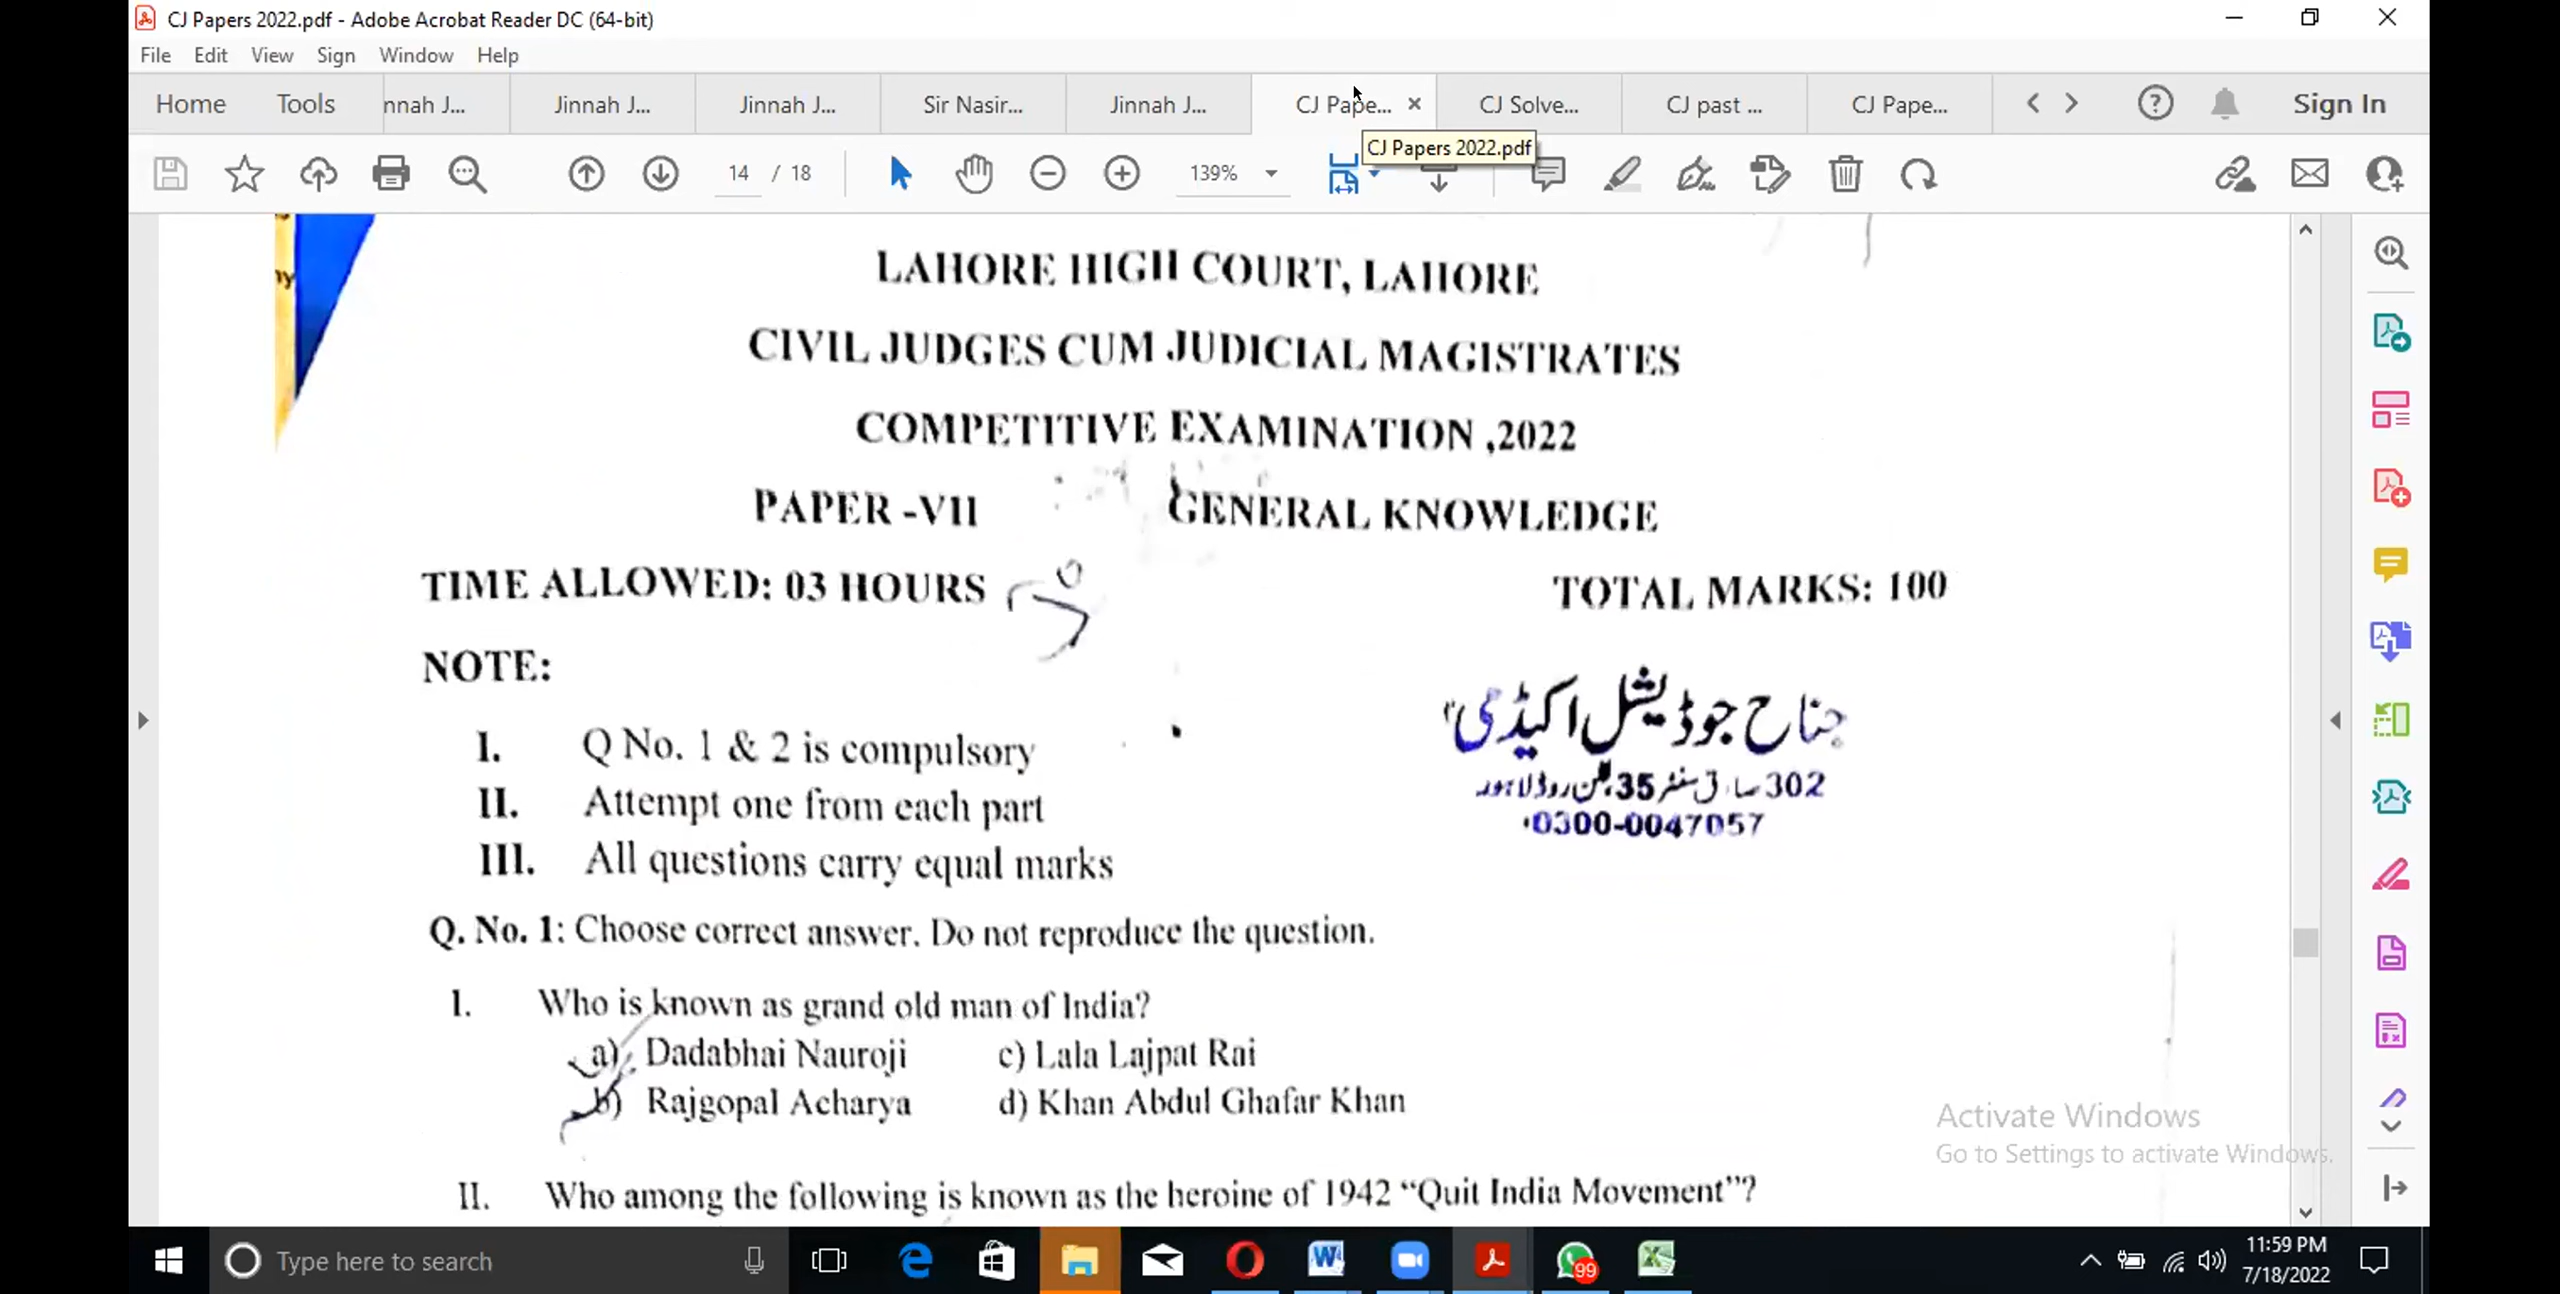 CJ Papers 2022.pdf - Adobe Acrobat Reader DC (64-bit)
File Edit View Sign Window Help
Home Tools nnah J... Jinnah J... Jinnah J... Sir Nasir... Jinnah J... CJ Pape... CJ Solve... CJ past ... CJ Pape... Sign In
CJ Papers 2022.pdf
14 / 18 139%
ny
LAHORE HIGH COURT, LAHORE
CIVIL JUDGES CUM JUDICIAL MAGISTRATES
COMPETITIVE EXAMINATION ,2022
PAPER -VII GENERAL KNOWLEDGE
TIME ALLOWED: 03 HOURS TOTAL MARKS: 100
NOTE:
جناح جوڈیشل اکیڈمی
I. Q No. 1 & 2 is compulsory
302 35 روڈ لاہور
II. Attempt one from each part
0300-0047057
III. All questions carry equal marks
Q. No. 1: Choose correct answer. Do not reproduce the question.
I. Who is known as grand old man of India?
a) Dadabhai Nauroji c) Lala Lajpat Rai
b) Rajgopal Acharya d) Khan Abdul Ghafar Khan
II. Who among the following is known as the heroine of 1942 “Quit India Movement”?
Activate Windows
Go to Settings to activate Windows.
Type here to search
99
11:59 PM
7/18/2022